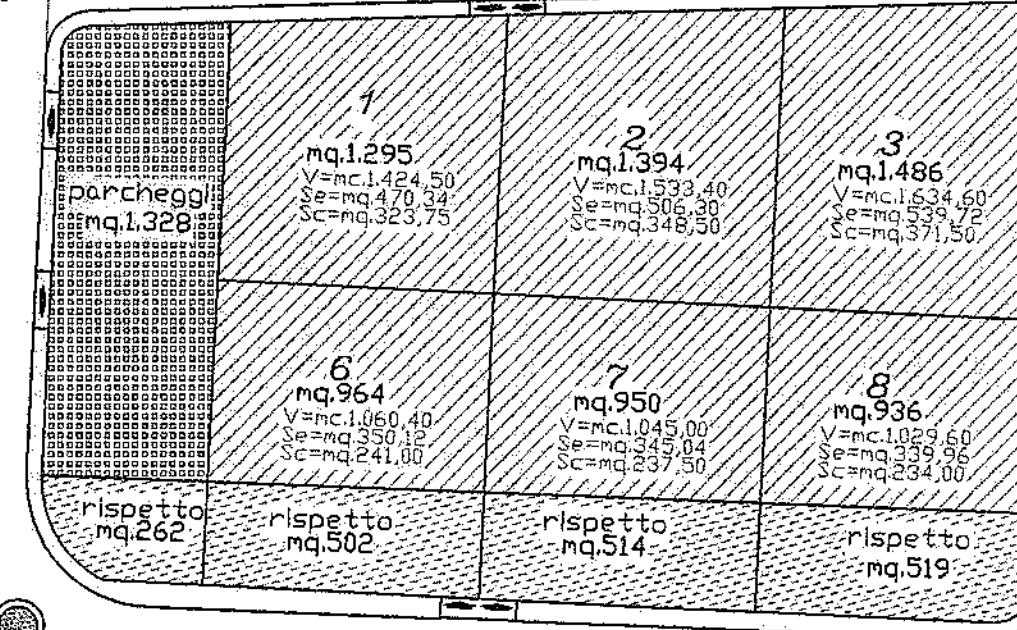 parcheggi
mq.1.328
1
mq.1.295
V=mc.1.424,50
Se=mq.470,34
Sc=mq.323,75
2
mq.1.394
V=mc.1.533,40
Se=mq.506,30
Sc=mq.348,50
3
mq.1.486
V=mc.1.634,60
Se=mq.539,72
Sc=mq.371,50
6
mq.964
V=mc.1.060,40
Se=mq.350,12
Sc=mq.241,00
7
mq.950
V=mc.1.045,00
Se=mq.345,04
Sc=mq.237,50
8
mq.936
V=mc.1.029,60
Se=mq.339,96
Sc=mq.234,00
rispetto
mq.262
rispetto
mq.502
rispetto
mq.514
rispetto
mq.519